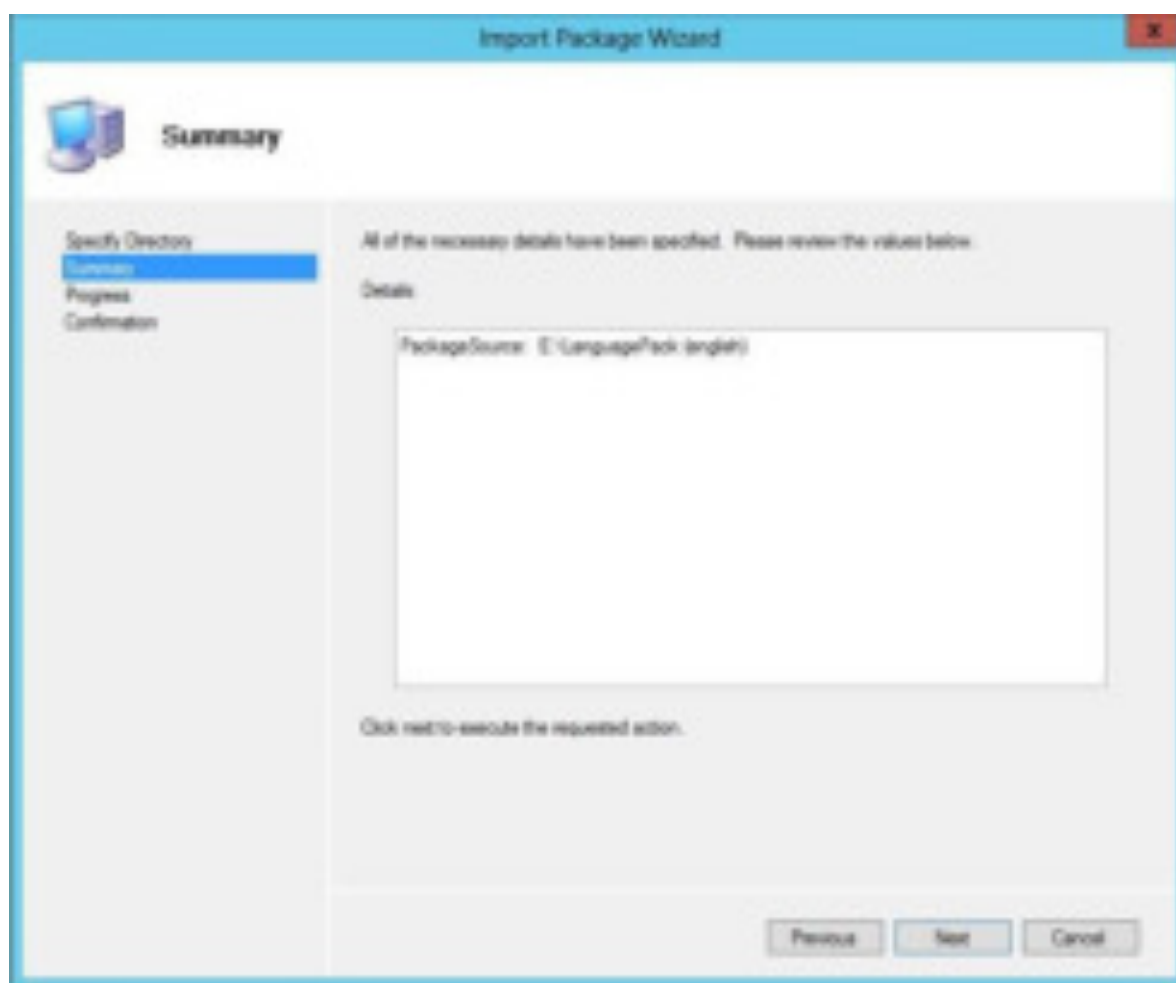 Import Package Wizard
x
Summary
Specify Directory
Summary
Progress
Confirmation
All of the necessary details have been specified.  Please review the values below.
Details:
PackageSource:  E:\LanguagePack (english)
Click next to execute the requested action.
Previous
Next
Cancel